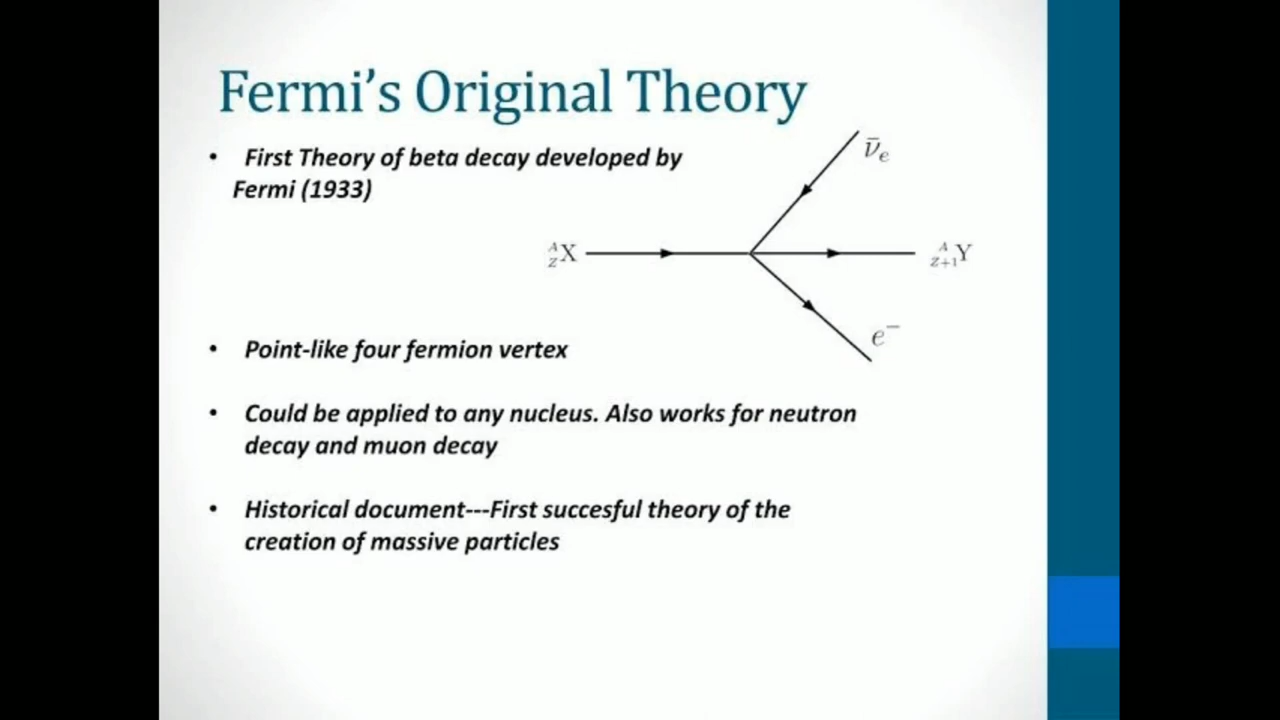 Fermi's Original Theory
• First Theory of beta decay developed by
Fermi (1933)
ν̄ₑ
ᴬ_Z X
ᴬ_Z+1 Y
e⁻
• Point-like four fermion vertex
• Could be applied to any nucleus. Also works for neutron
decay and muon decay
• Historical document---First succesful theory of the
creation of massive particles